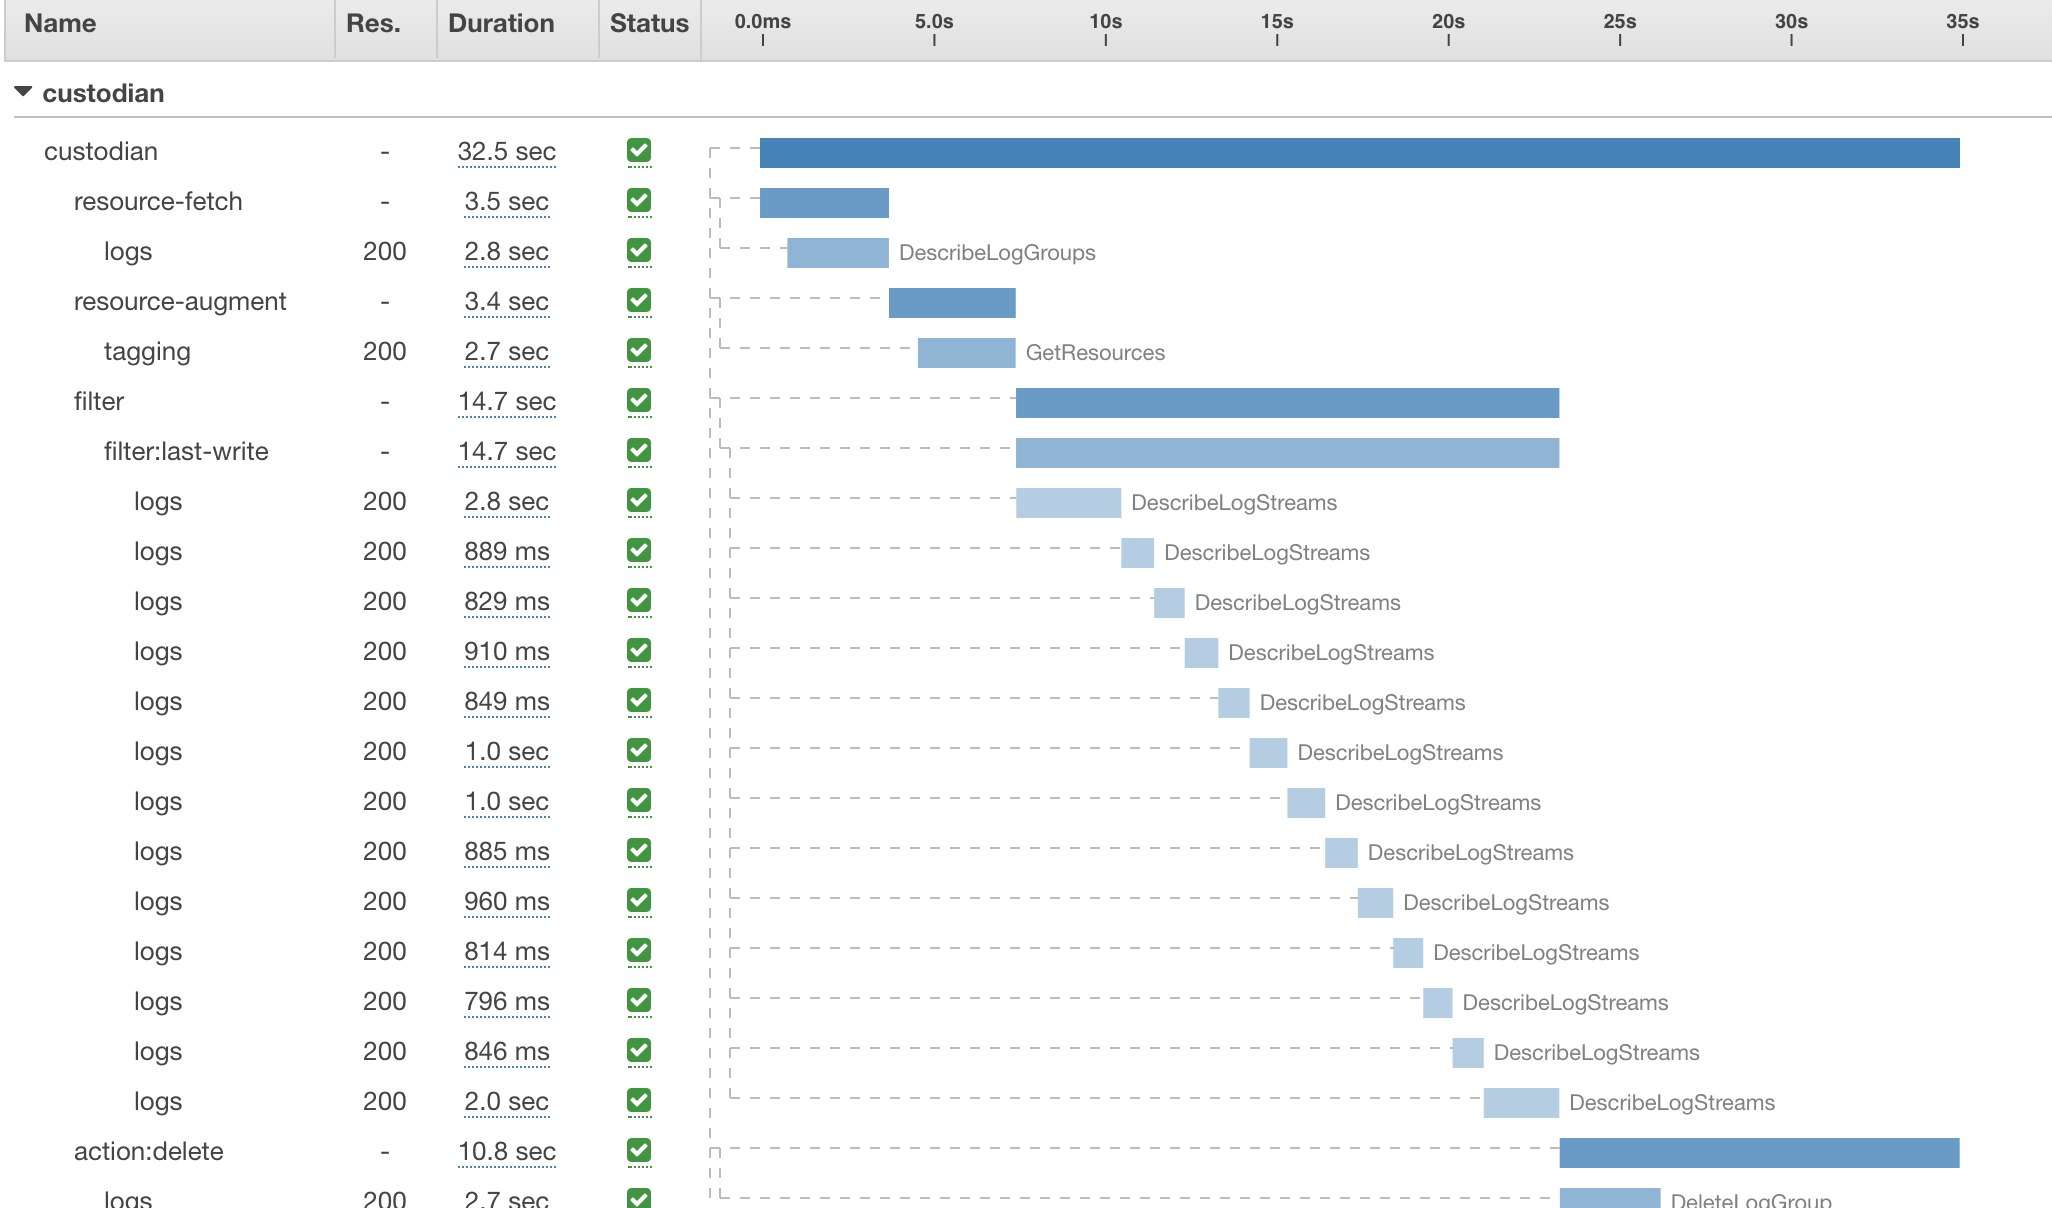 Name Res. Duration Status 0.0ms 5.0s 10s 15s 20s 25s 30s 35s
custodian
custodian - 32.5 sec
resource-fetch - 3.5 sec
logs 200 2.8 sec DescribeLogGroups
resource-augment - 3.4 sec
tagging 200 2.7 sec GetResources
filter - 14.7 sec
filter:last-write - 14.7 sec
logs 200 2.8 sec DescribeLogStreams
logs 200 889 ms DescribeLogStreams
logs 200 829 ms DescribeLogStreams
logs 200 910 ms DescribeLogStreams
logs 200 849 ms DescribeLogStreams
logs 200 1.0 sec DescribeLogStreams
logs 200 1.0 sec DescribeLogStreams
logs 200 885 ms DescribeLogStreams
logs 200 960 ms DescribeLogStreams
logs 200 814 ms DescribeLogStreams
logs 200 796 ms DescribeLogStreams
logs 200 846 ms DescribeLogStreams
logs 200 2.0 sec DescribeLogStreams
action:delete - 10.8 sec
logs 200 2.7 sec DeleteLogGroup